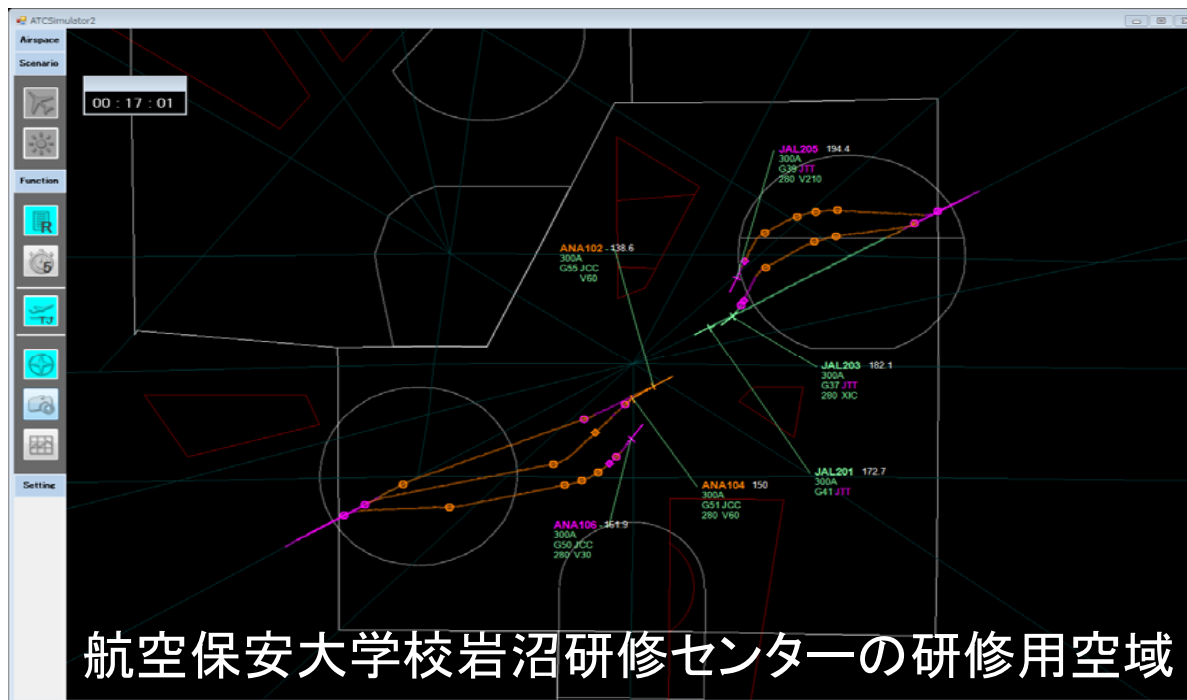 ATCSimulator2
Airspace
Scenario
00 : 17 : 01
Function
R
5
TJ
Setting
JAL205 194.4
300A
G39 JTT
280 V210
ANA102 138.6
300A
G55 JCC
V60
JAL203 182.1
300A
G37 JTT
280 XIC
JAL201 172.7
300A
G41 JTT
ANA104 150
300A
G51 JCC
280 V60
ANA106 151.9
300A
G50 JCC
280 V30
航空保安大学校岩沼研修センターの研修用空域